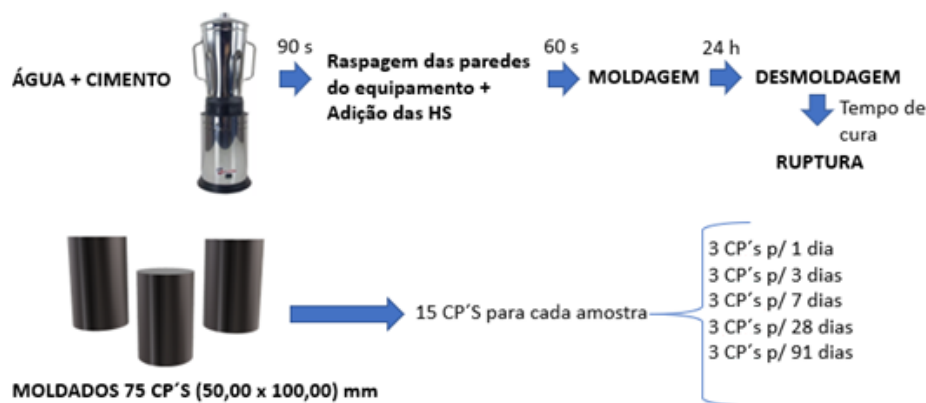 90 s
60 s
24 h
ÁGUA + CIMENTO
Raspagem das paredes
do equipamento +
Adição das HS
MOLDAGEM
DESMOLDAGEM
Tempo de
cura
RUPTURA
3 CP´s p/ 1 dia
3 CP´s p/ 3 dias
3 CP´s p/ 7 dias
3 CP´s p/ 28 dias
3 CP´s p/ 91 dias
15 CP´S para cada amostra
MOLDADOS 75 CP´S (50,00 x 100,00) mm